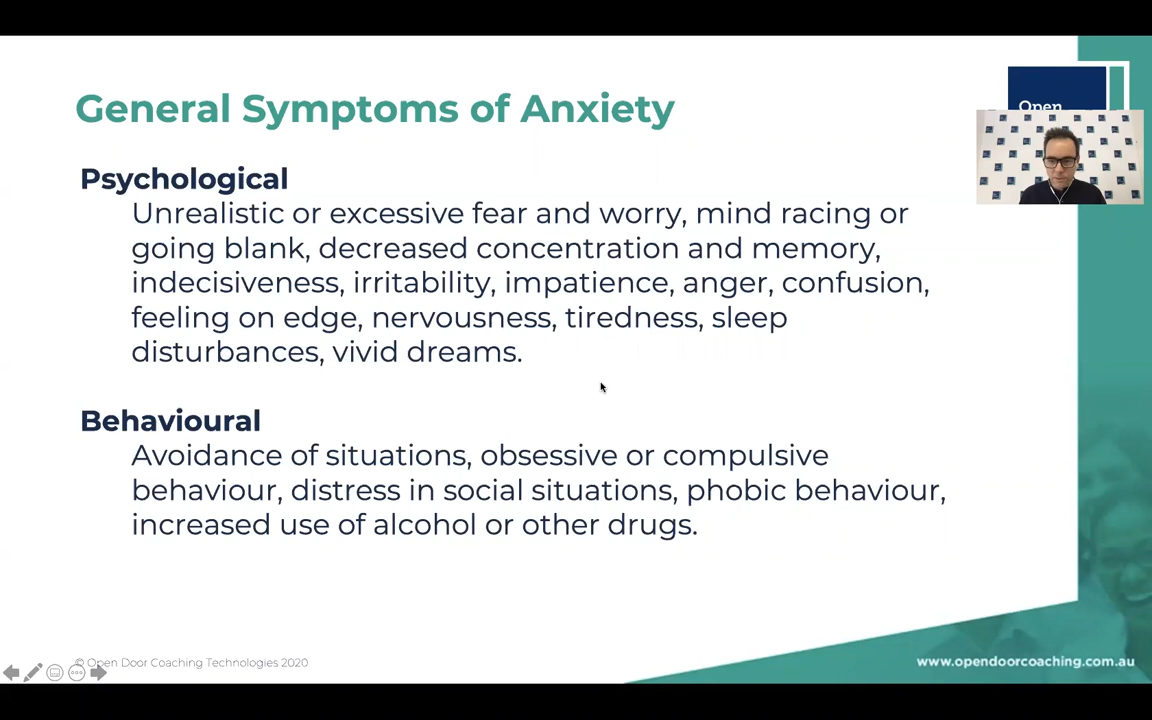 General Symptoms of Anxiety
Open
Psychological
Unrealistic or excessive fear and worry, mind racing or
going blank, decreased concentration and memory,
indecisiveness, irritability, impatience, anger, confusion,
feeling on edge, nervousness, tiredness, sleep
disturbances, vivid dreams.
Behavioural
Avoidance of situations, obsessive or compulsive
behaviour, distress in social situations, phobic behaviour,
increased use of alcohol or other drugs.
© Open Door Coaching Technologies 2020
www.opendoorcoaching.com.au